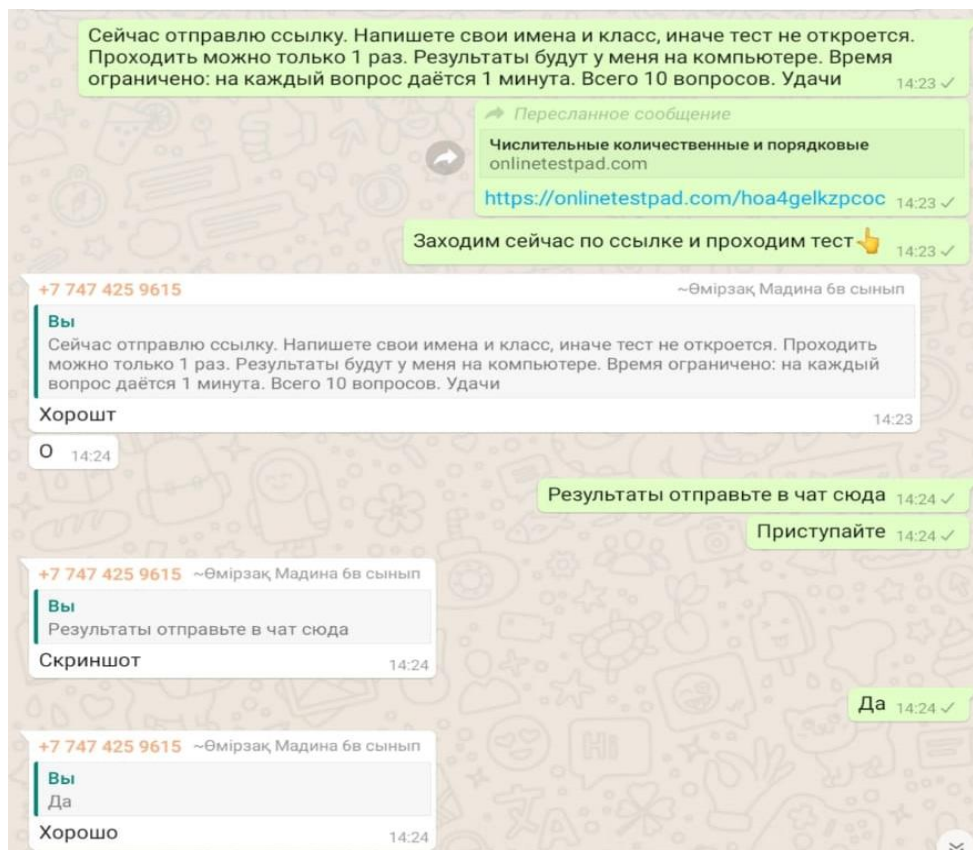 Сейчас отправлю ссылку. Напишете свои имена и класс, иначе тест не откроется.
Проходить можно только 1 раз. Результаты будут у меня на компьютере. Время
ограничено: на каждый вопрос даётся 1 минута. Всего 10 вопросов. Удачи 14:23
Пересланное сообщение
Числительные количественные и порядковые
onlinetestpad.com
https://onlinetestpad.com/hoa4gelkzpcoc 14:23
Заходим сейчас по ссылке и проходим тест👆 14:23
+7 747 425 9615 ~Өмірзақ Мадина 6в сынып
Вы
Сейчас отправлю ссылку. Напишете свои имена и класс, иначе тест не откроется. Проходить
можно только 1 раз. Результаты будут у меня на компьютере. Время ограничено: на каждый
вопрос даётся 1 минута. Всего 10 вопросов. Удачи
Хорошт 14:23
О 14:24
Результаты отправьте в чат сюда 14:24
Приступайте 14:24
+7 747 425 9615 ~Өмірзақ Мадина 6в сынып
Вы
Результаты отправьте в чат сюда
Скриншот 14:24
Да 14:24
+7 747 425 9615 ~Өмірзақ Мадина 6в сынып
Вы
Да
Хорошо 14:24